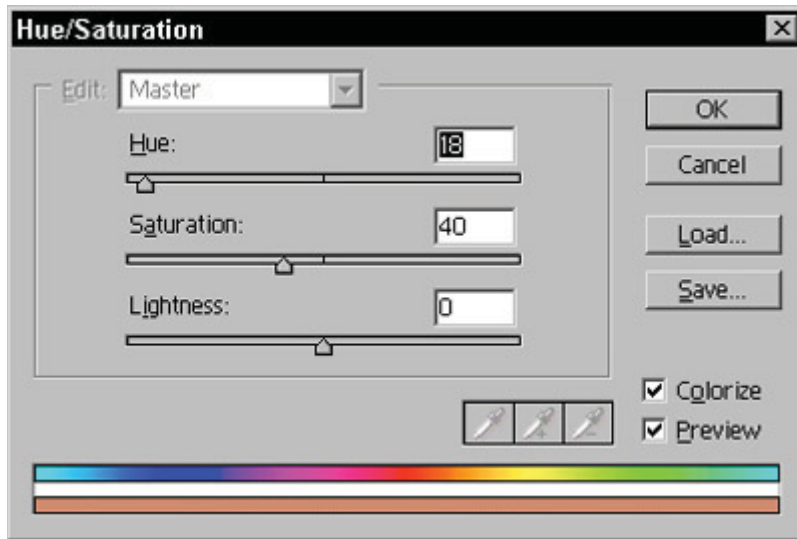 Hue/Saturation
Edit: Master
Hue: 18
Saturation: 40
Lightness: 0
OK
Cancel
Load...
Save...
Colorize
Preview